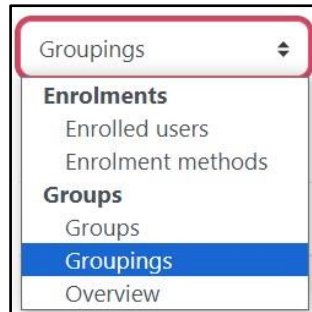 Groupings
Enrolments
Enrolled users
Enrolment methods
Groups
Groups
Groupings
Overview